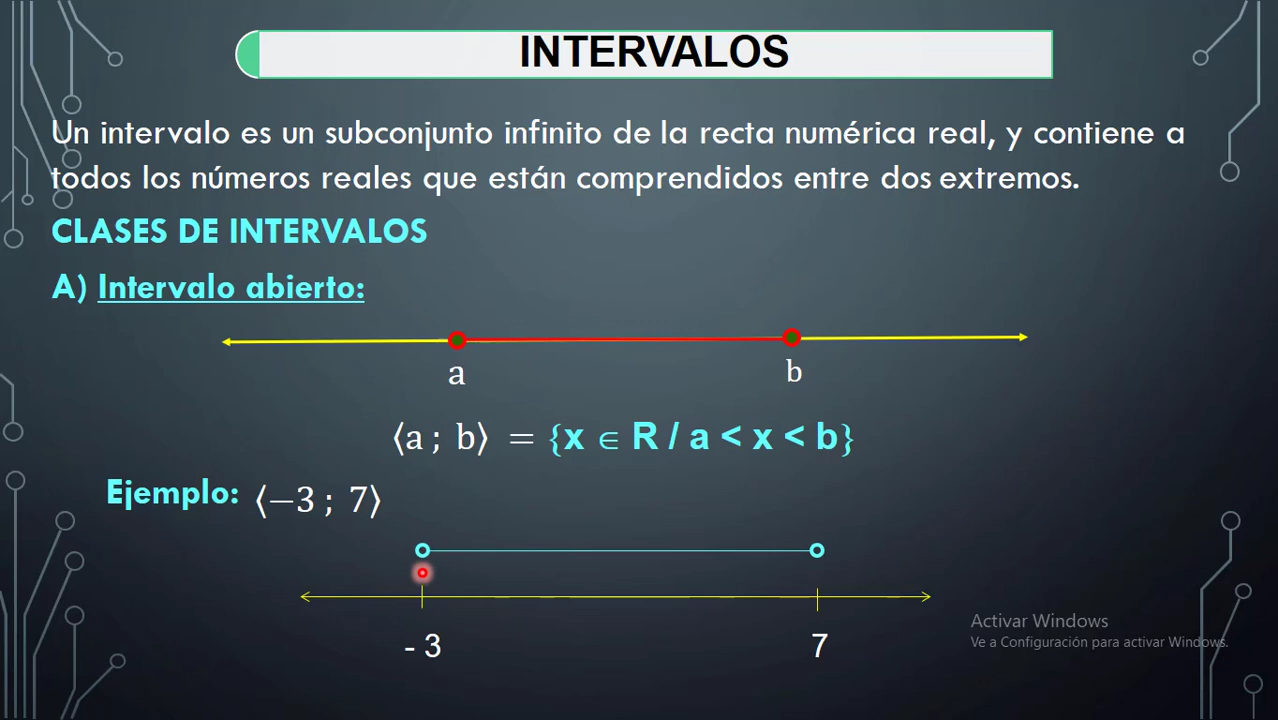 INTERVALOS
Un intervalo es un subconjunto infinito de la recta numérica real, y contiene a
todos los números reales que están comprendidos entre dos extremos.
CLASES DE INTERVALOS
A) Intervalo abierto:
a b
⟨a ; b⟩ = {x ∈ R / a < x < b}
Ejemplo: ⟨−3 ; 7⟩
- 3 7
Activar Windows
Ve a Configuración para activar Windows.